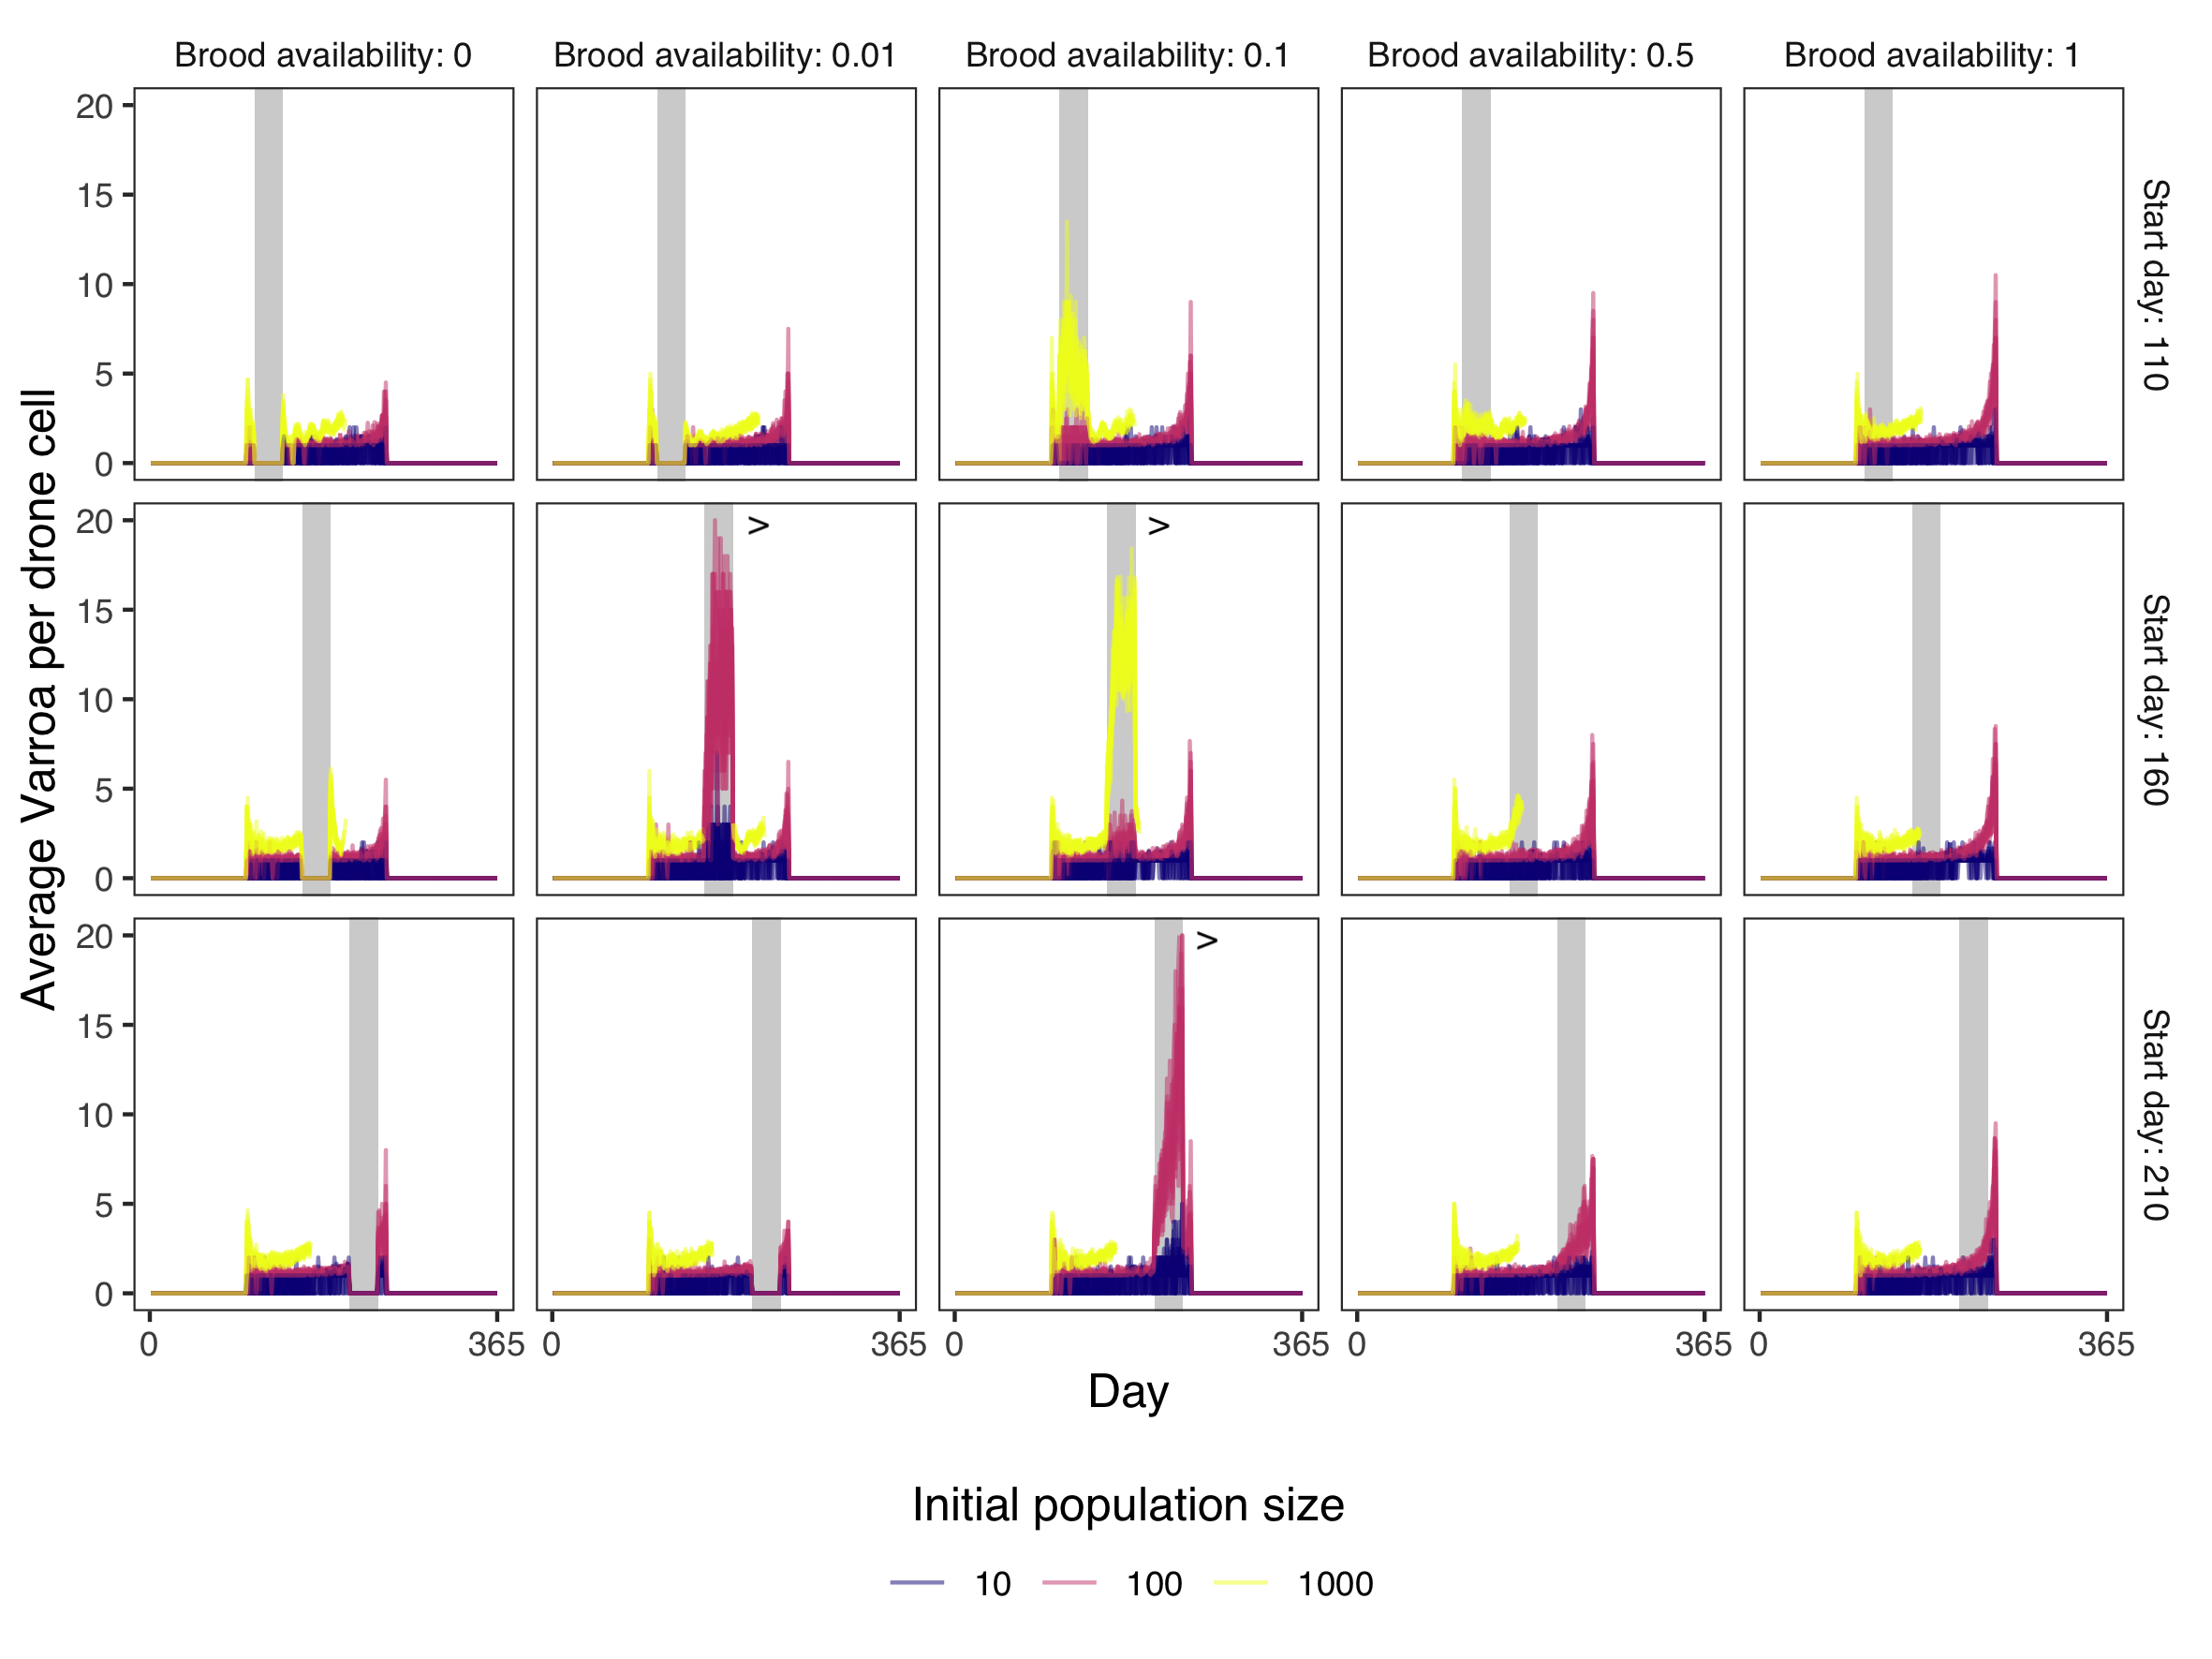 Brood availability: 0
Brood availability: 0.01
Brood availability: 0.1
Brood availability: 0.5
Brood availability: 1
Average Varroa per drone cell
20
15
10
5
0
Start day: 110
20
15
10
5
0
>
>
Start day: 160
20
15
10
5
0
>
Start day: 210
0 365
0 365
0 365
0 365
0 365
Day
Initial population size
10 100 1000